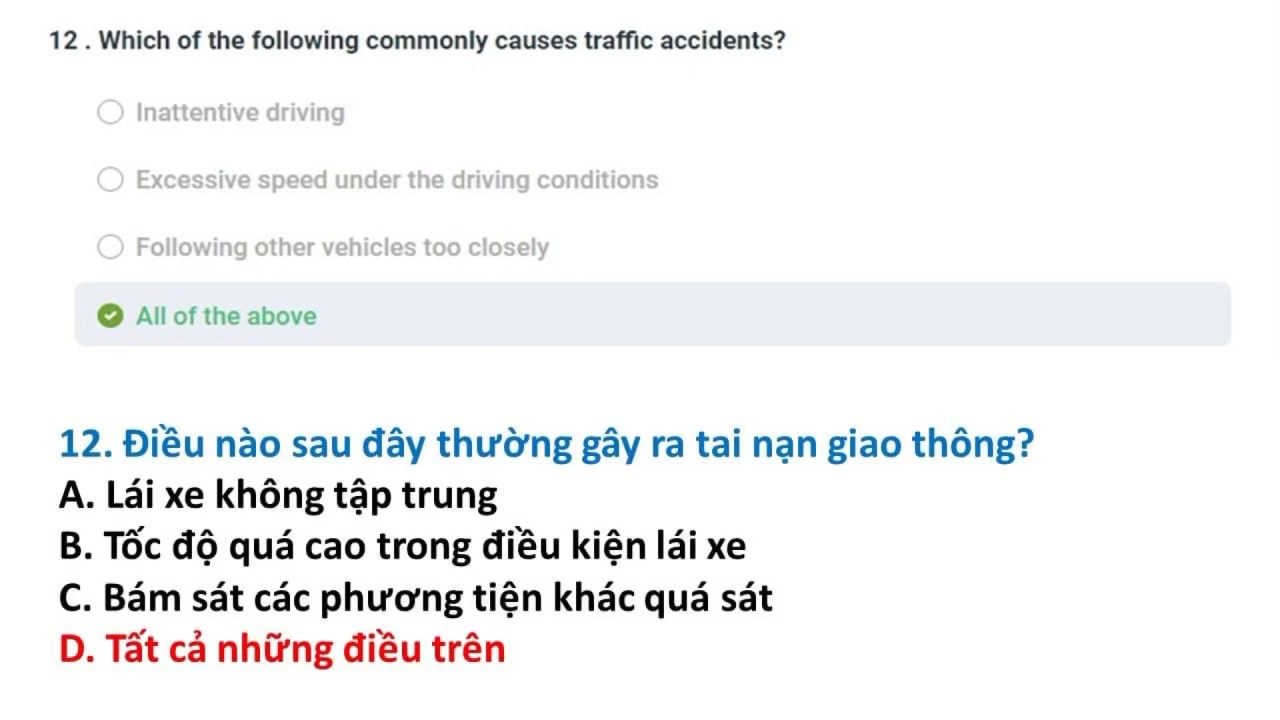 12 . Which of the following commonly causes traffic accidents?
Inattentive driving
Excessive speed under the driving conditions
Following other vehicles too closely
All of the above
12. Điều nào sau đây thường gây ra tai nạn giao thông?
A. Lái xe không tập trung
B. Tốc độ quá cao trong điều kiện lái xe
C. Bám sát các phương tiện khác quá sát
D. Tất cả những điều trên